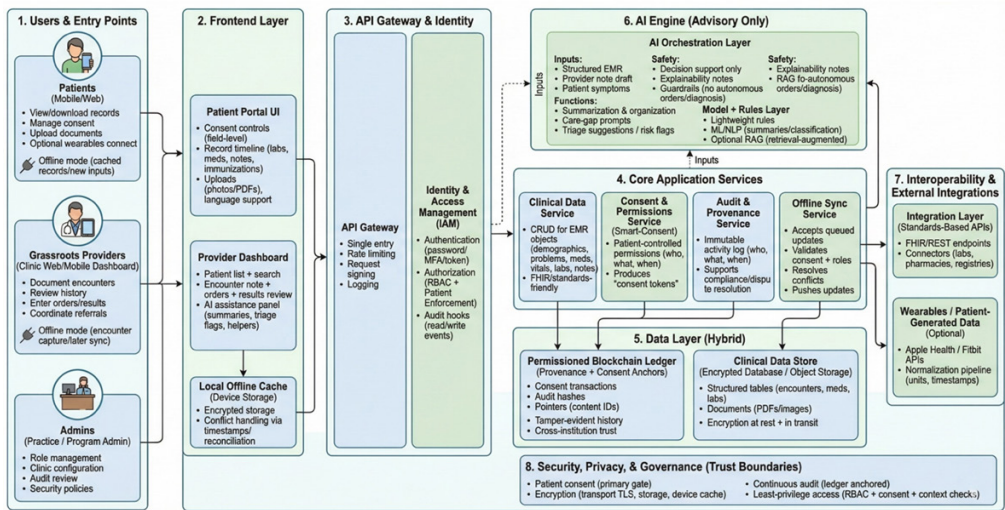 1. Users & Entry Points
Patients
(Mobile/Web)
• View/download records
• Manage consent
• Upload documents
• Optional wearables connect
Offline mode (cached
records/new inputs)
Grassroots Providers
(Clinic Web/Mobile Dashboard)
• Document encounters
• Review history
• Enter orders/results
• Coordinate referrals
Offline mode (encounter
capture/later sync)
Admins
(Practice / Program Admin)
• Role management
• Clinic configuration
• Audit review
• Security policies
2. Frontend Layer
Patient Portal UI
• Consent controls
(field-level)
• Record timeline (labs,
meds, notes,
immunizations)
• Uploads
(photos/PDFs),
language support
Provider Dashboard
• Patient list + search
• Encounter note +
orders + results review
• AI assistance panel
(summaries, triage
flags, helpers)
Local Offline Cache
(Device Storage)
• Encrypted storage
• Conflict handling via
timestamps/
reconciliation
3. API Gateway & Identity
API Gateway
• Single entry
• Rate limiting
• Request
signing
• Logging
Identity &
Access
Management
(IAM)
• Authentication
(password/
MFA/token)
• Authorization
(RBAC +
Patient
Enforcement)
• Audit hooks
(read/write
events)
6. AI Engine (Advisory Only)
AI Orchestration Layer
Inputs:
• Structured EMR
• Provider note draft
• Patient symptoms
Functions:
• Summarization & organization
• Care-gap prompts
• Triage suggestions / risk flags
Safety:
• Decision support only
• Explainability notes
• Guardrails (no autonomous
orders/diagnosis)
Safety:
• Explainability notes
• RAG fo-autonomous
orders/diagnosis)
Model + Rules Layer
• Lightweight rules
• ML/NLP (summaries/classification)
• Optional RAG (retrieval-augmented)
Inputs
Inputs
4. Core Application Services
Clinical Data
Service
• CRUD for EMR
objects
(demographics,
problems, meds,
vitals, labs, notes)
• FHIR/standards-
friendly
Consent &
Permissions Service
(Smart-Consent)
• Patient-controlled
permissions (who,
what, when)
• Produces
"consent tokens"
Audit &
Provenance
Service
• Immutable
activity log (who,
what, when)
• Supports
compliance/dispu
te resolution
Offline Sync
Service
• Accepts
queued
updates
• Validates
consent + roles
• Resolves
conflicts
• Pushes updates
5. Data Layer (Hybrid)
Permissioned Blockchain Ledger
(Provenance + Consent Anchors)
• Consent transactions
• Audit hashes
• Pointers (content IDs)
• Tamper-evident history
• Cross-institution trust
Clinical Data Store
(Encrypted Database / Object Storage)
• Structured tables (encounters, meds,
labs)
• Documents (PDFs/images)
• Encryption at rest + in transit
7. Interoperability &
External Integrations
Integration Layer
(Standards-Based APIs)
• FHIR/REST endpoints
• Connectors (labs,
pharmacies, registries)
Wearables / Patient-
Generated Data
(Optional)
• Apple Health / Fitbit
APIs
• Normalization pipeline
(units, timestamps)
8. Security, Privacy, & Governance (Trust Boundaries)
• Patient consent (primary gate)
• Encryption (transport TLS, storage, device cache)
• Continuous audit (ledger anchored)
• Least-privilege access (RBAC + consent + context checks)